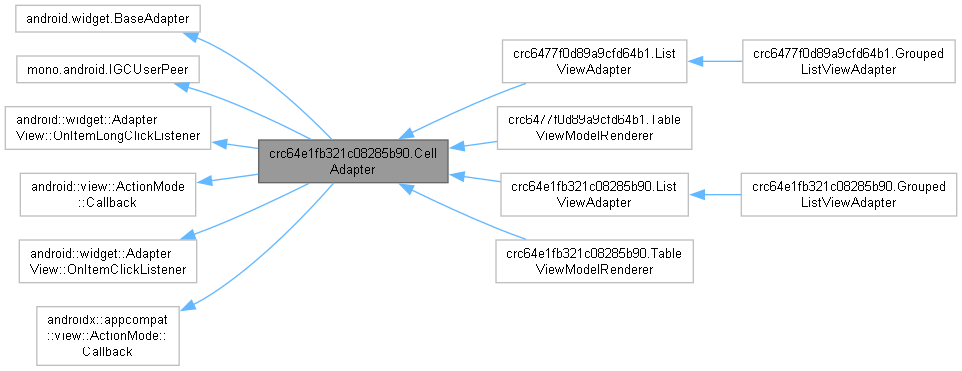 android.widget.BaseAdapter
mono.android.IGCUserPeer
android::widget::Adapter
View::OnItemLongClickListener
android::view::ActionMode
::Callback
android::widget::Adapter
View::OnItemClickListener
androidx::appcompat
::view::ActionMode::
Callback
crc64e1fb321c08285b90.Cell
Adapter
crc6477f0d89a9cfd64b1.List
ViewAdapter
crc6477f0d89a9cfd64b1.Table
ViewModelRenderer
crc64e1fb321c08285b90.List
ViewAdapter
crc64e1fb321c08285b90.Table
ViewModelRenderer
crc6477f0d89a9cfd64b1.Grouped
ListViewAdapter
crc64e1fb321c08285b90.Grouped
ListViewAdapter